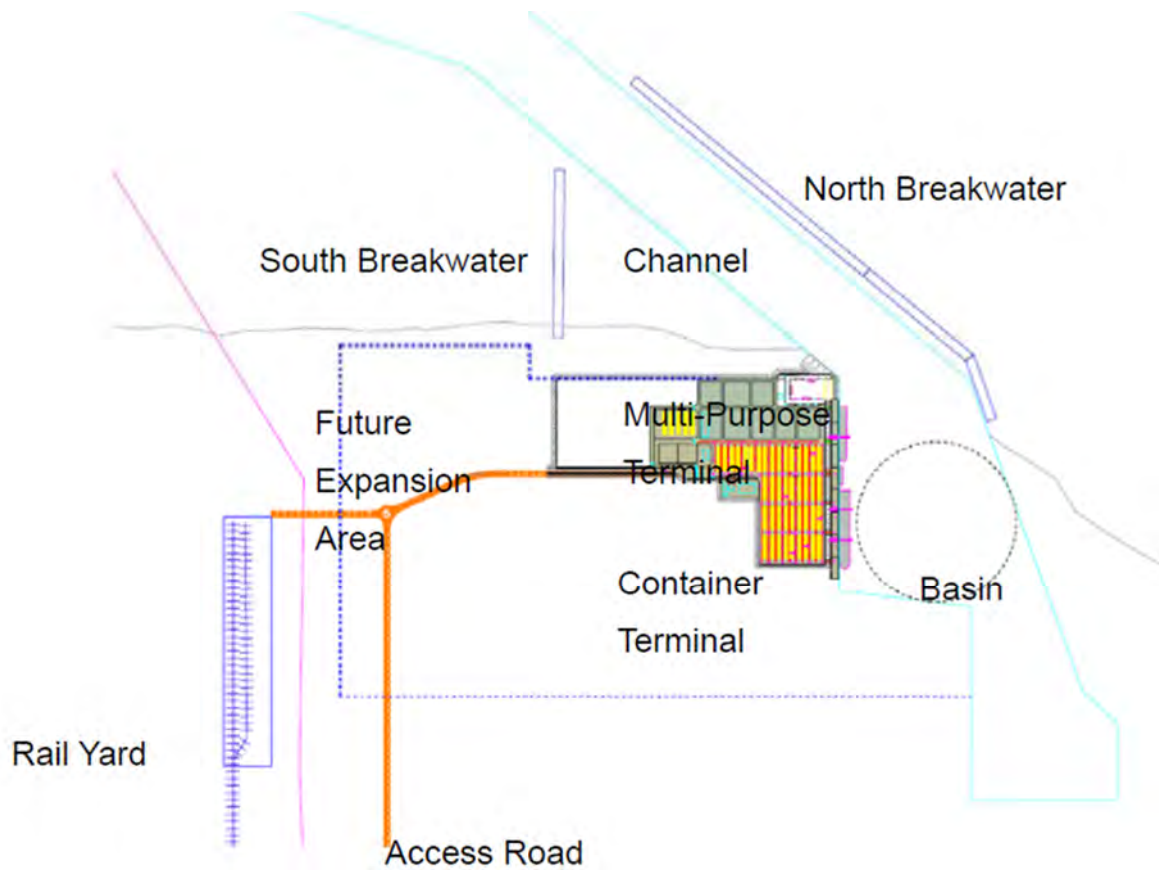 North Breakwater
South Breakwater
Channel
Future
Expansion
Area
Multi-Purpose
Terminal
Container
Terminal
Basin
Rail Yard
Access Road